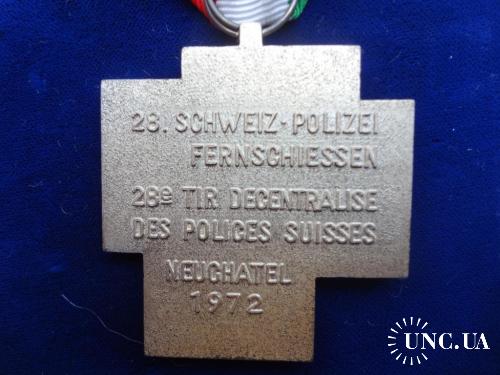 28. SCHWEIZ-POLIZEI
FERNSCHIESSEN
28e TIR DECENTRALISE
DES POLICES SUISSES
NEUCHATEL
1972
UNC.UA